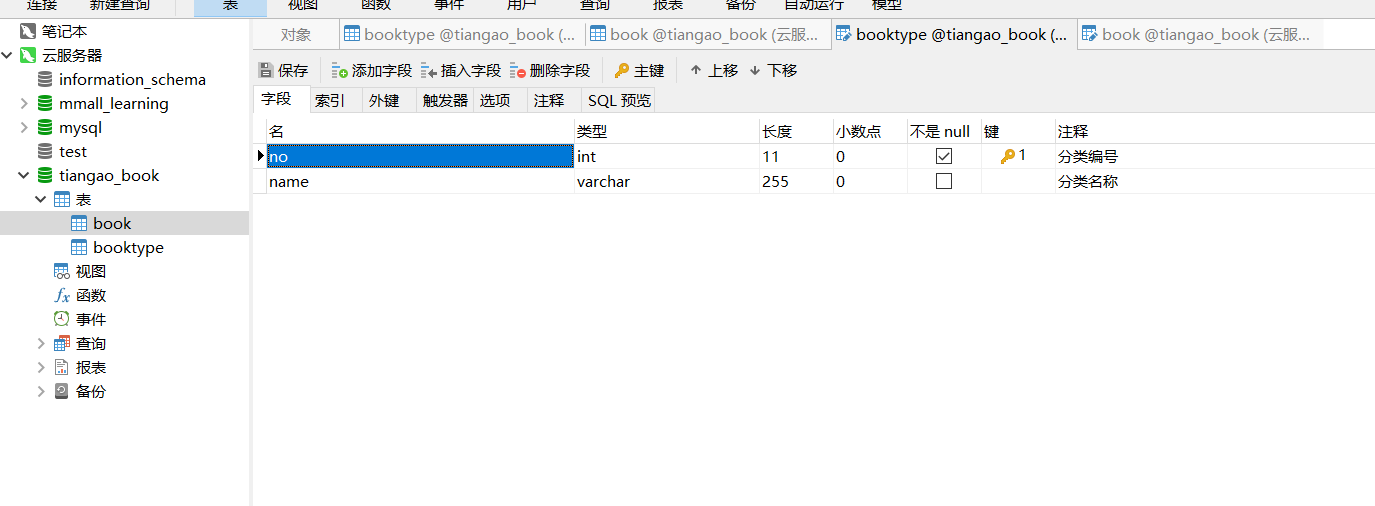 连接 新建查询 表 视图 函数 事件 用户 查询 报表 备份 自动运行 模型
笔记本
云服务器
information_schema
mmall_learning
mysql
test
tiangao_book
表
book
booktype
视图
函数
事件
查询
报表
备份
对象 booktype @tiangao_book (... book @tiangao_book (云服... booktype @tiangao_book (... book @tiangao_book (云服...
保存 添加字段 插入字段 删除字段 主键 上移 下移
字段 索引 外键 触发器 选项 注释 SQL 预览
名 类型 长度 小数点 不是 null 键 注释
no int 11 0 1 分类编号
name varchar 255 0 分类名称